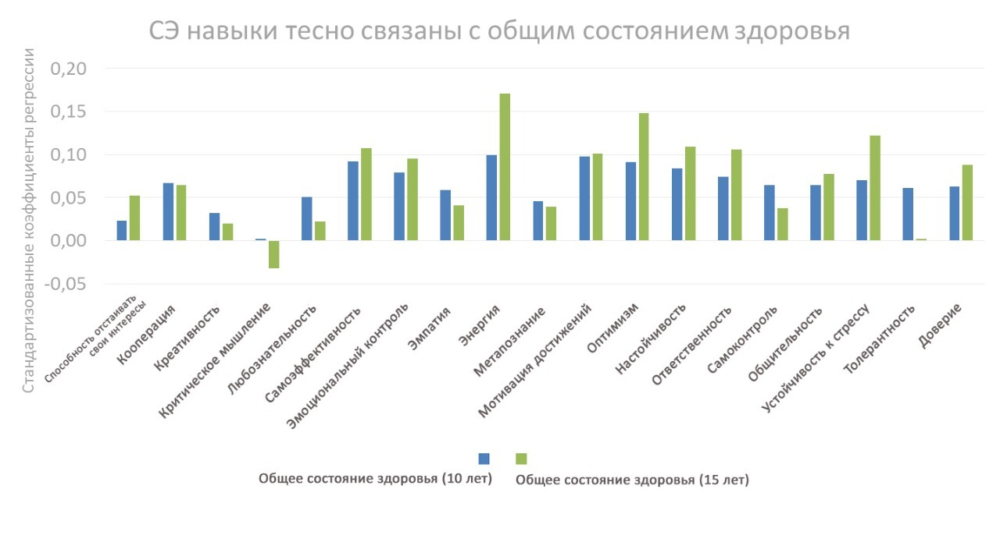 СЭ навыки тесно связаны с общим состоянием здоровья
Стандартизованные коэффициенты регрессии
0,20
0,15
0,10
0,05
0,00
-0,05
Способность отстаивать
свои интересы
Кооперация
Креативность
Критическое мышление
Любознательность
Самоэффективность
Эмоциональный контроль
Эмпатия
Энергия
Метапознание
Мотивация достижений
Оптимизм
Настойчивость
Ответственность
Самоконтроль
Общительность
Устойчивость к стрессу
Толерантность
Доверие
Общее состояние здоровья (10 лет)
Общее состояние здоровья (15 лет)